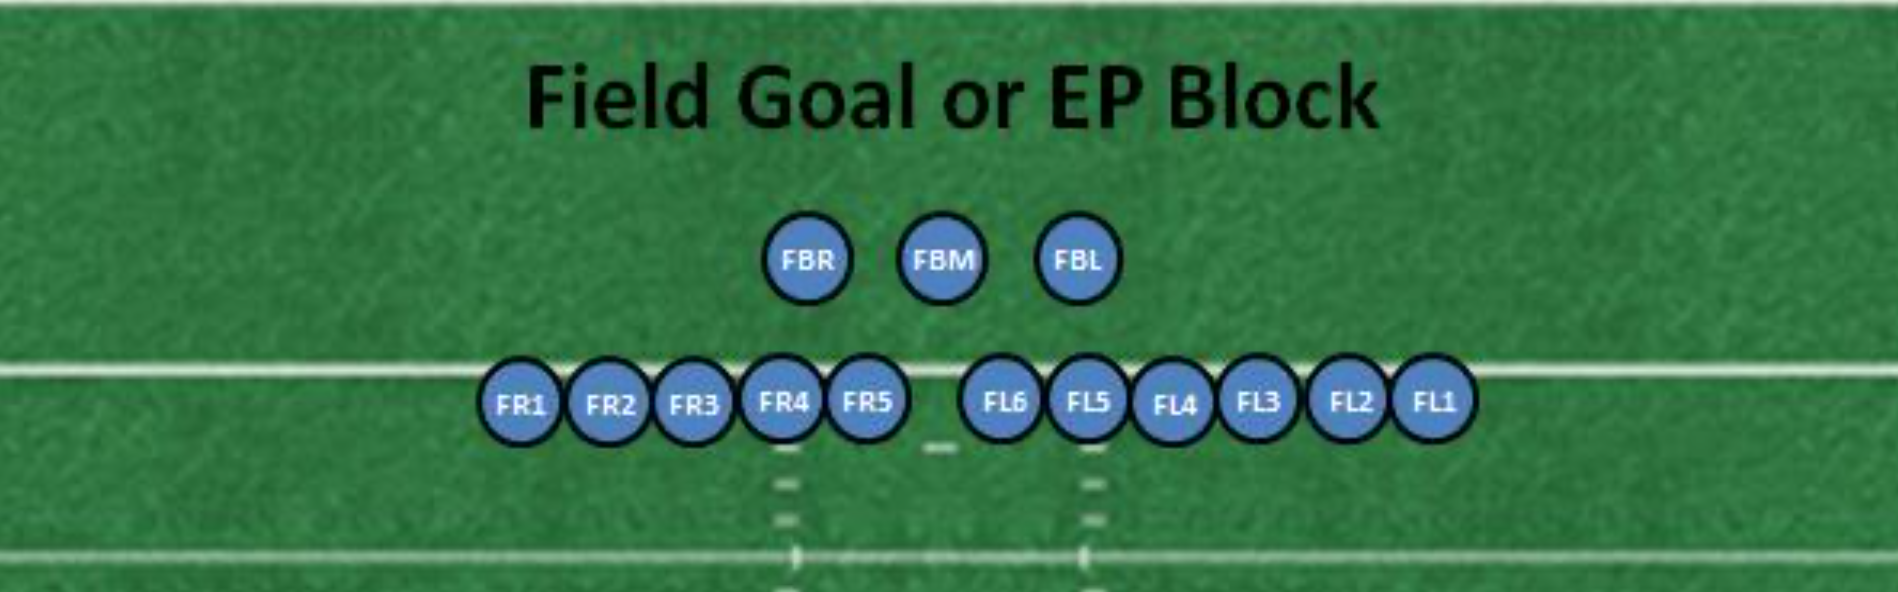 Field Goal or EP Block
FBR FBM FBL
FR1 FR2 FR3 FR4 FR5 FL6 FL5 FL4 FL3 FL2 FL1